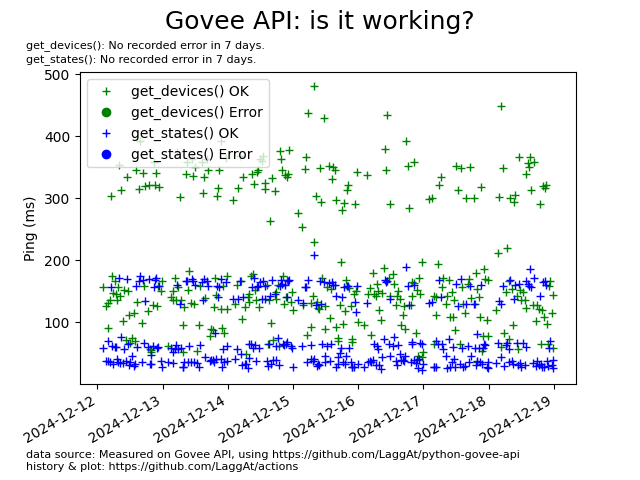 Govee API: is it working?
get_devices(): No recorded error in 7 days.
get_states(): No recorded error in 7 days.
500
400
300
200
100
Ping (ms)
get_devices() OK
get_devices() Error
get_states() OK
get_states() Error
2024-12-12
2024-12-13
2024-12-14
2024-12-15
2024-12-16
2024-12-17
2024-12-18
2024-12-19
data source: Measured on Govee API, using https://github.com/LaggAt/python-govee-api
history & plot: https://github.com/LaggAt/actions